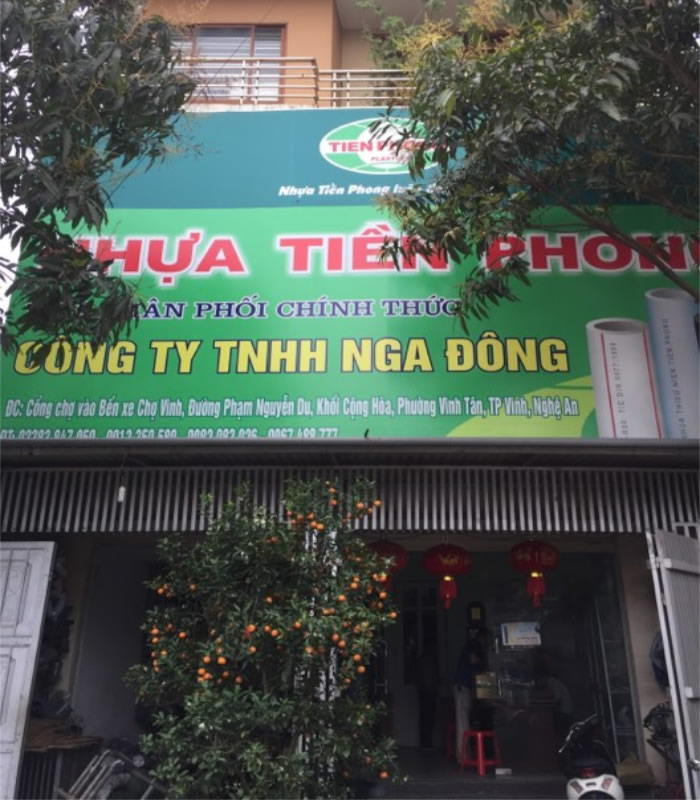 TIEN PHONG
PLASTIC
Nhựa Tiền Phong luôn
NHỰA TIỀN PHONG
PHÂN PHỐI CHÍNH THỨC
CÔNG TY TNHH NGA ĐÔNG
ĐC: Cổng chợ vào Bến xe Chợ Vinh, Đường Phạm Nguyễn Du, Khối Cộng Hòa, Phường Vinh Tân, TP Vinh, Nghệ An